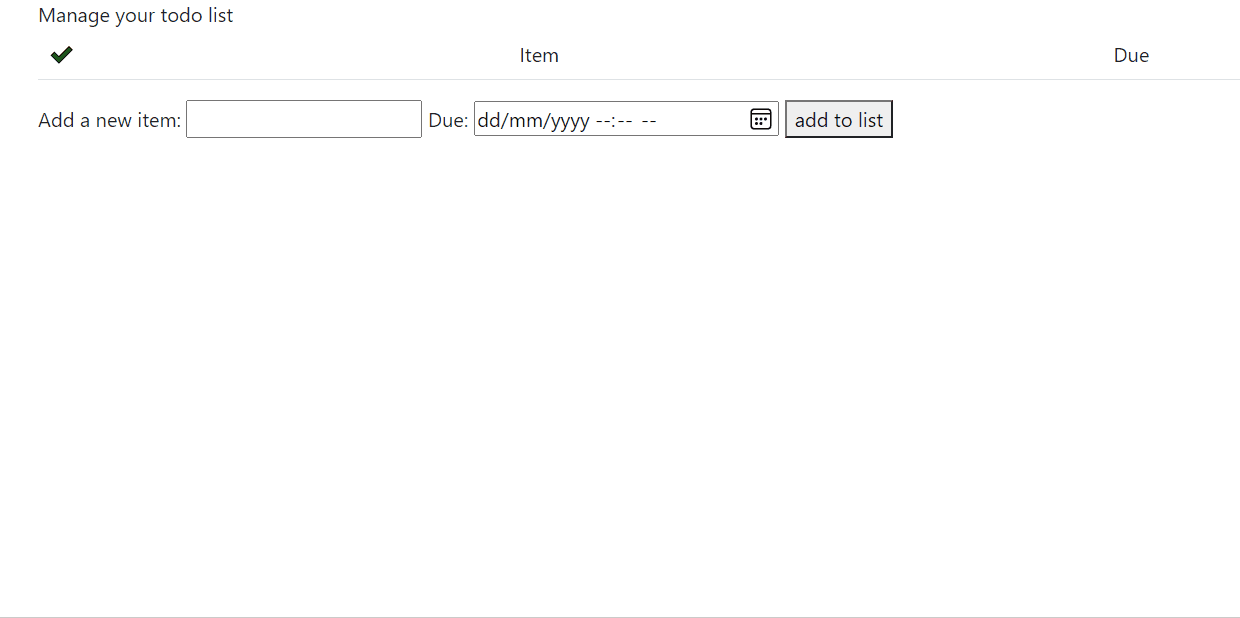 Manage your todo list
✔ Item Due
Add a new item: Due: dd/mm/yyyy --:-- -- add to list